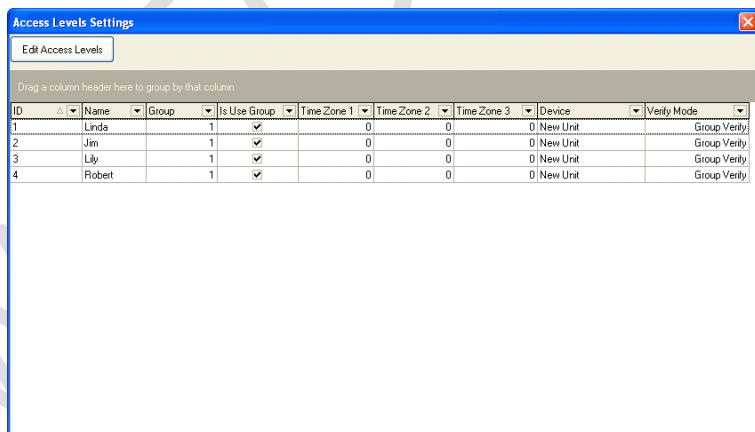 Access Levels Settings
Edit Access Levels
Drag a column header here to group by that column
ID Name Group Is Use Group Time Zone 1 Time Zone 2 Time Zone 3 Device Verify Mode
1 Linda 1 0 0 0 New Unit Group Verify
2 Jim 1 0 0 0 New Unit Group Verify
3 Lily 1 0 0 0 New Unit Group Verify
4 Robert 1 0 0 0 New Unit Group Verify